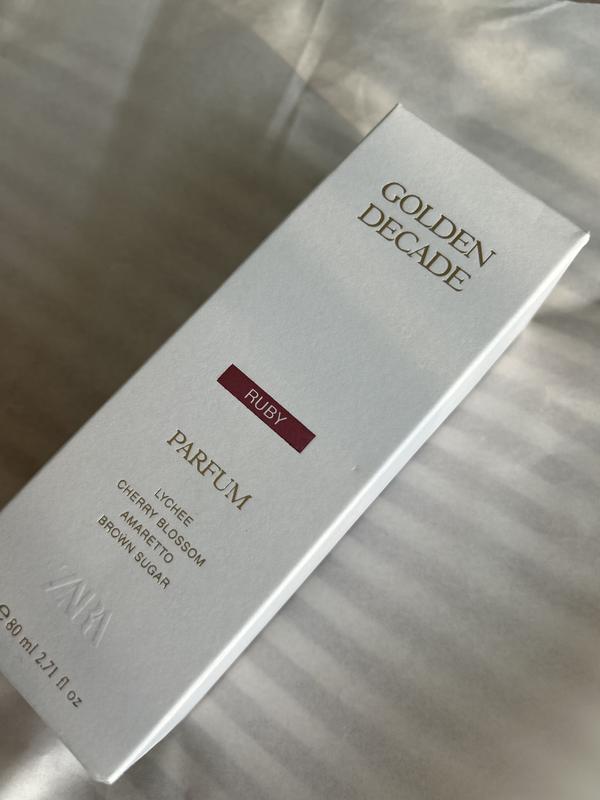 GOLDEN
DECADE
RUBY
PARFUM
LYCHEE
CHERRY BLOSSOM
AMARETTO
BROWN SUGAR
ZARA
e 80 ml 2.71 fl oz